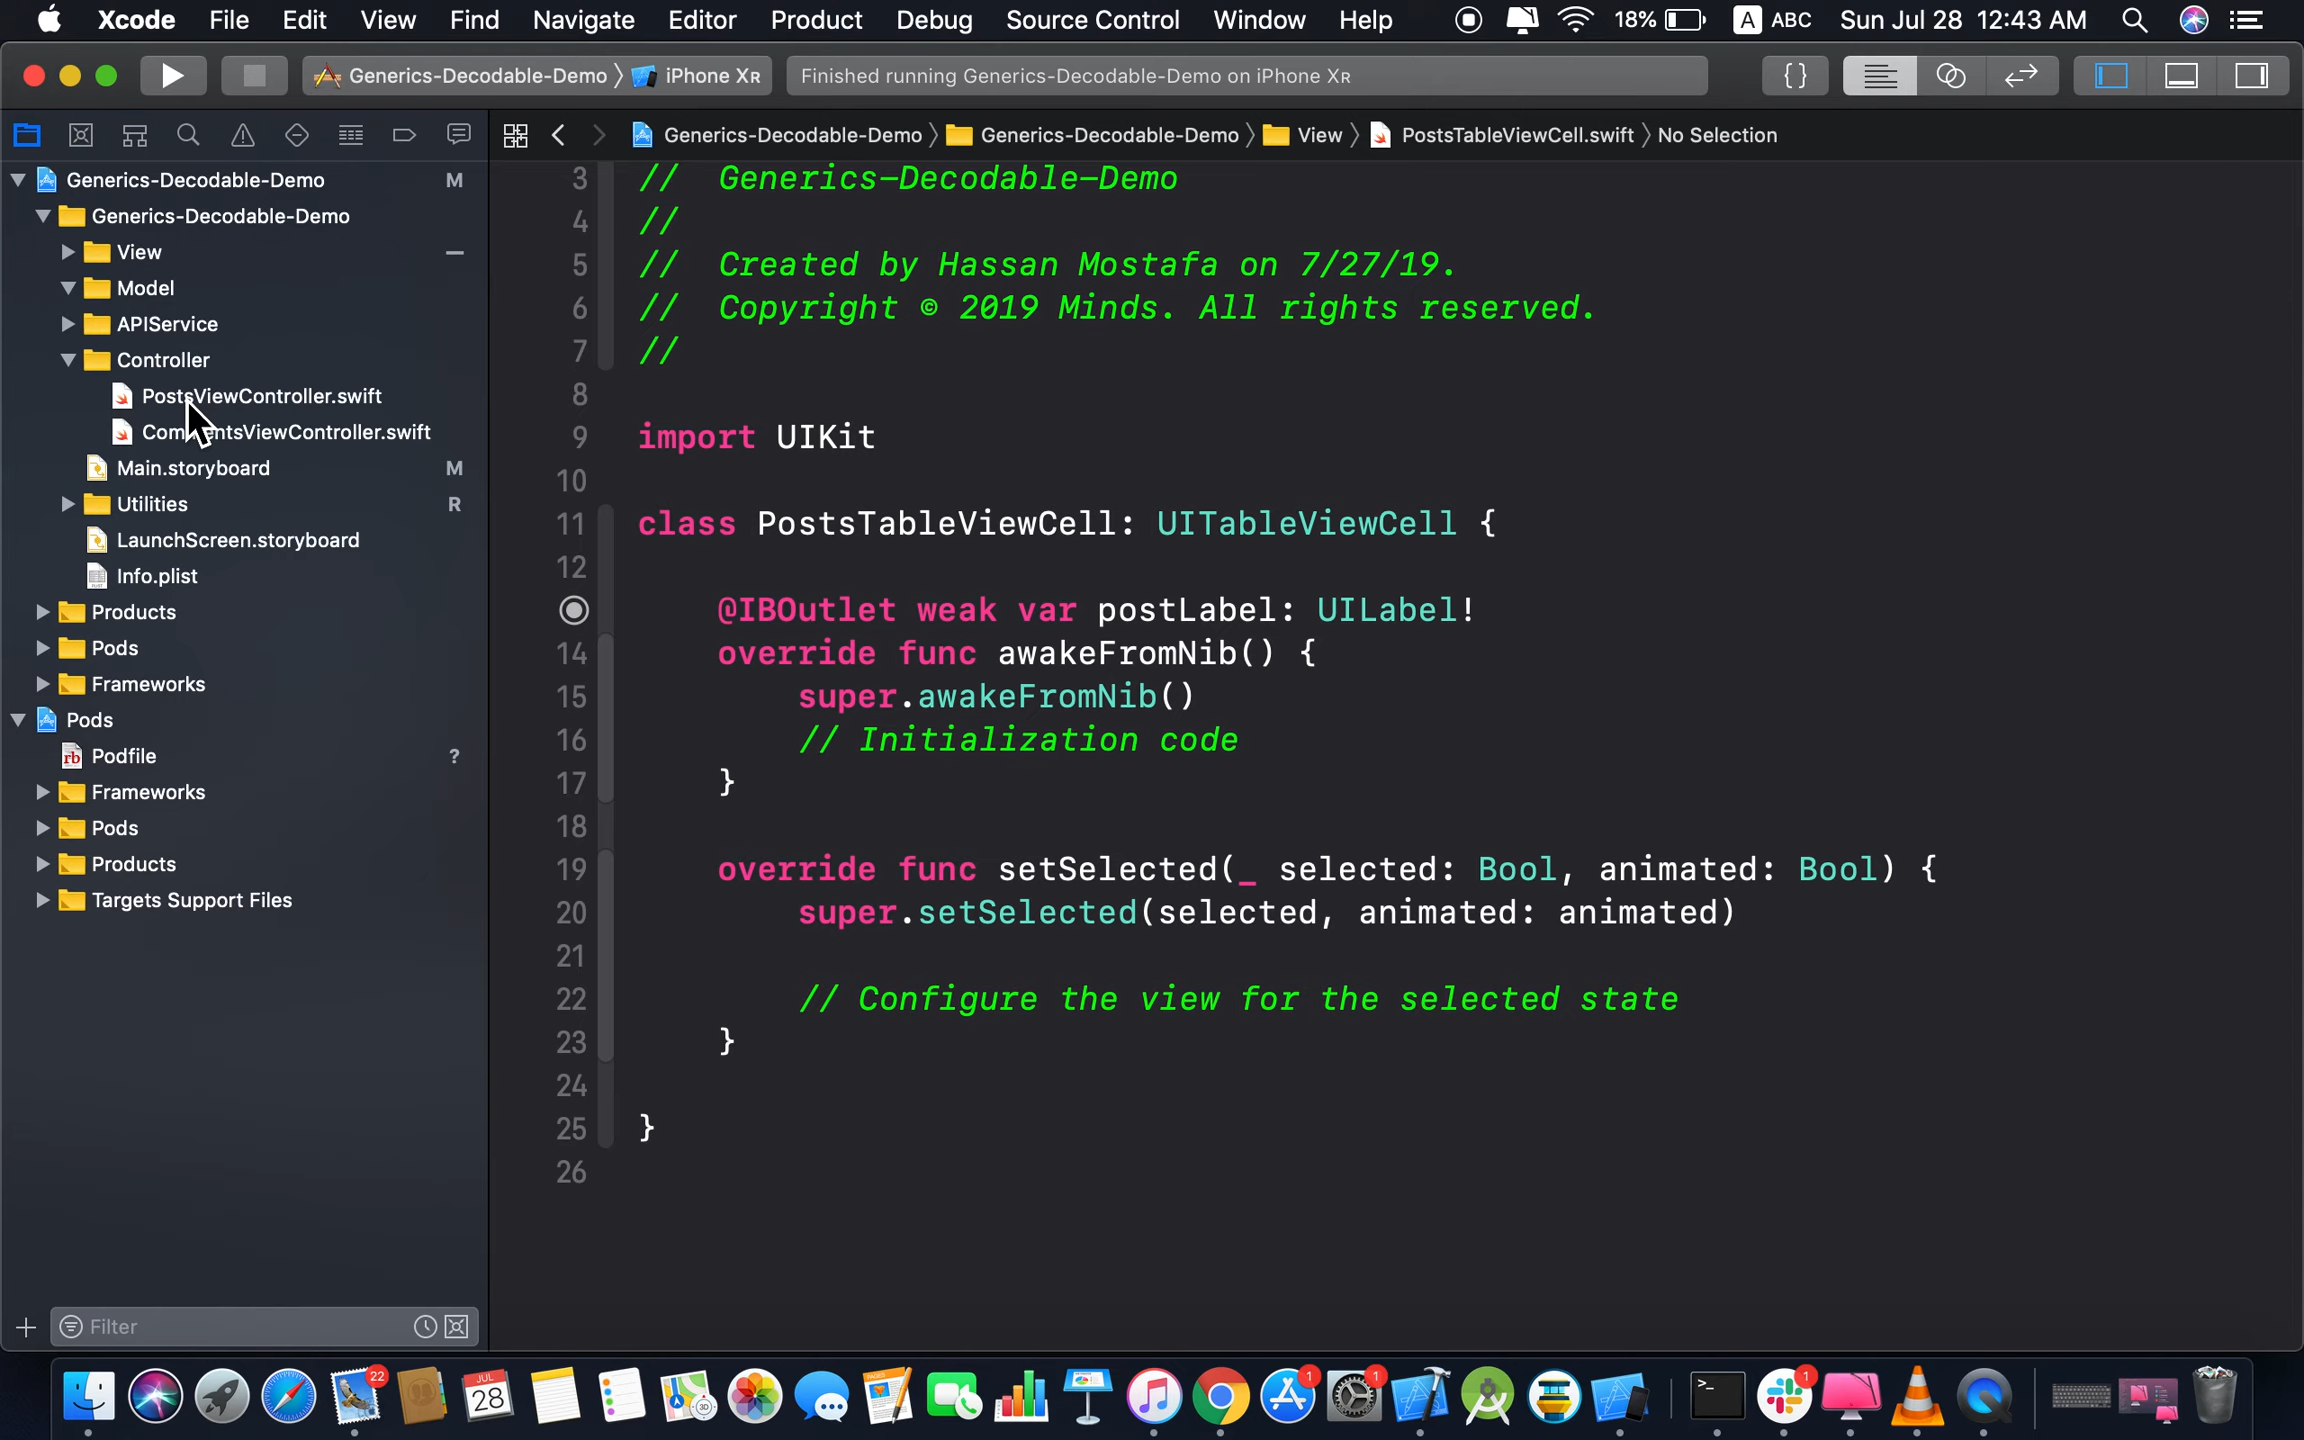 Xcode File Edit View Find Navigate Editor Product Debug Source Control Window Help 18% A ABC Sun Jul 28 12:43 AM
Generics-Decodable-Demo iPhone XR Finished running Generics-Decodable-Demo on iPhone XR { }
Generics-Decodable-Demo Generics-Decodable-Demo View PostsTableViewCell.swift No Selection
Generics-Decodable-Demo M
Generics-Decodable-Demo
View
Model
APIService
Controller
PostsViewController.swift
CommentsViewController.swift
Main.storyboard M
Utilities R
LaunchScreen.storyboard
Info.plist
Products
Pods
Frameworks
Pods
Podfile ?
Frameworks
Pods
Products
Targets Support Files
Filter
3 // Generics-Decodable-Demo
4 //
5 // Created by Hassan Mostafa on 7/27/19.
6 // Copyright © 2019 Minds. All rights reserved.
7 //
8
9 import UIKit
10
11 class PostsTableViewCell: UITableViewCell {
12
@IBOutlet weak var postLabel: UILabel!
14 override func awakeFromNib() {
15 super.awakeFromNib()
16 // Initialization code
17 }
18
19 override func setSelected(_ selected: Bool, animated: Bool) {
20 super.setSelected(selected, animated: animated)
21
22 // Configure the view for the selected state
23 }
24
25 }
26
22
JUL
28
3D
1
1
>_
1